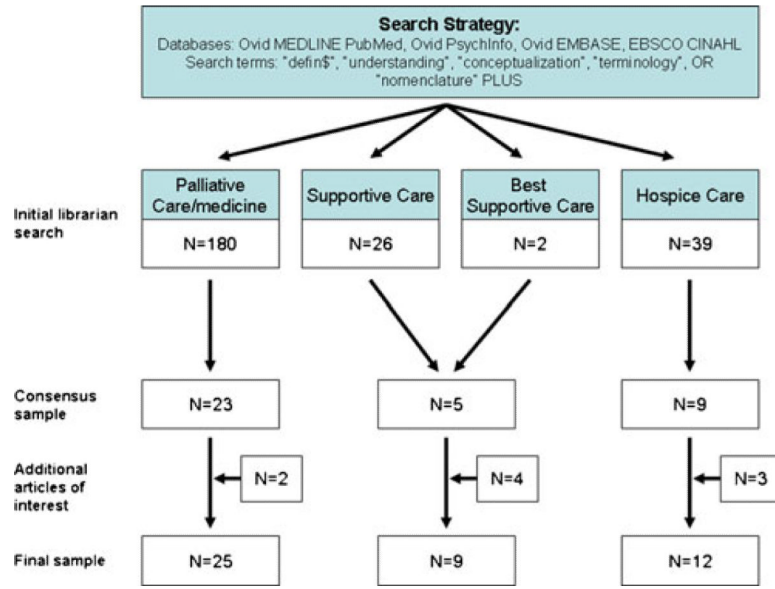 Search Strategy:
Databases: Ovid MEDLINE PubMed, Ovid PsychInfo, Ovid EMBASE, EBSCO CINAHL
Search terms: "defin$", "understanding", "conceptualization", "terminology", OR
"nomenclature" PLUS
Palliative
Care/medicine
Supportive Care
Best
Supportive Care
Hospice Care
Initial librarian
search
N=180
N=26
N=2
N=39
Consensus
sample
N=23
N=5
N=9
Additional
articles of
interest
N=2
N=4
N=3
Final sample
N=25
N=9
N=12